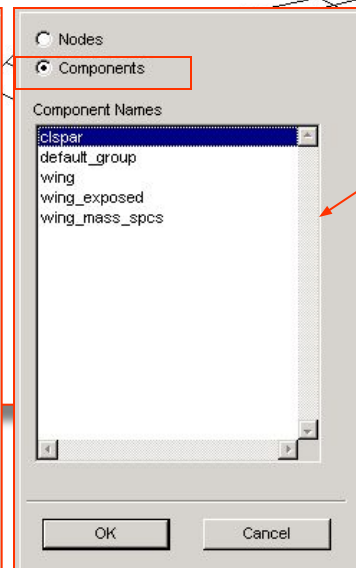 Nodes
Components
Component Names
clspar
default_group
wing
wing_exposed
wing_mass_spcs
OK
Cancel